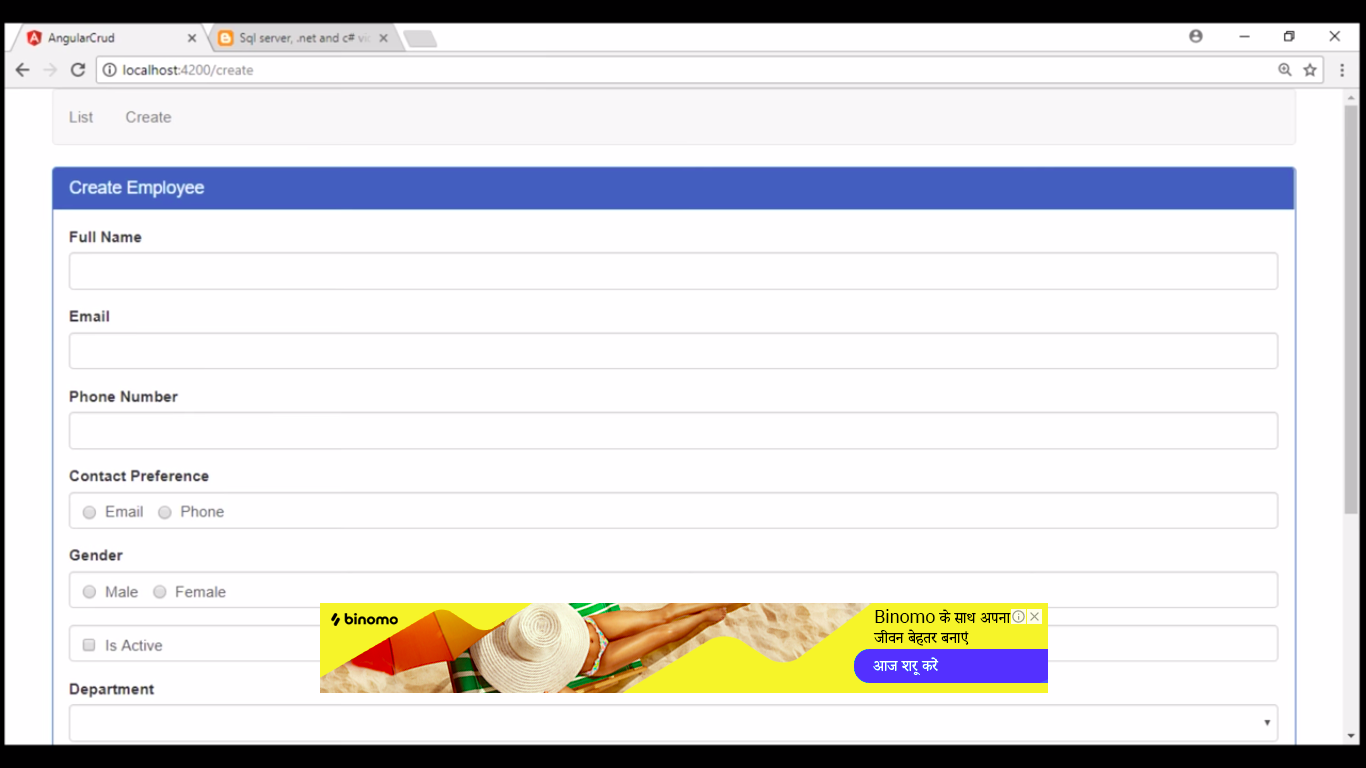 AngularCrud
Sql server, .net and c# vi
localhost:4200/create
List Create
Create Employee
Full Name
Email
Phone Number
Contact Preference
Email Phone
Gender
Male Female
binomo
Binomo के साथ अपना
जीवन बेहतर बनाएं
आज शरू करे
Is Active
Department